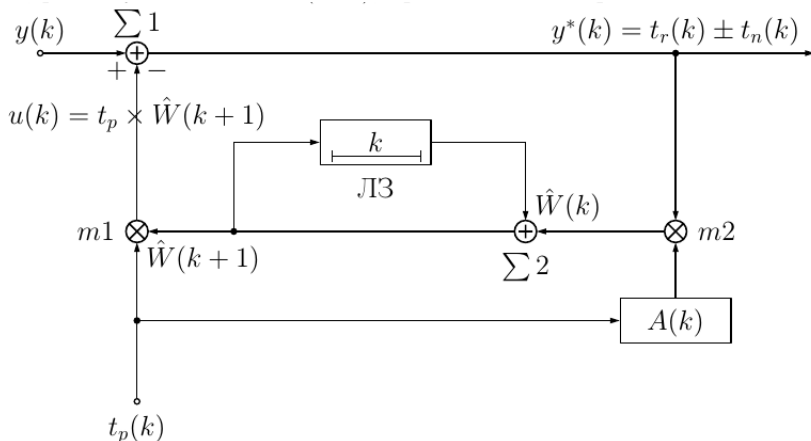 ∑ 1
y(k)
y*(k) = t_r(k) ± t_n(k)
+ −
u(k) = t_p × Ŵ(k + 1)
k
ЛЗ
Ŵ(k)
m1
m2
Ŵ(k + 1)
∑ 2
A(k)
t_p(k)